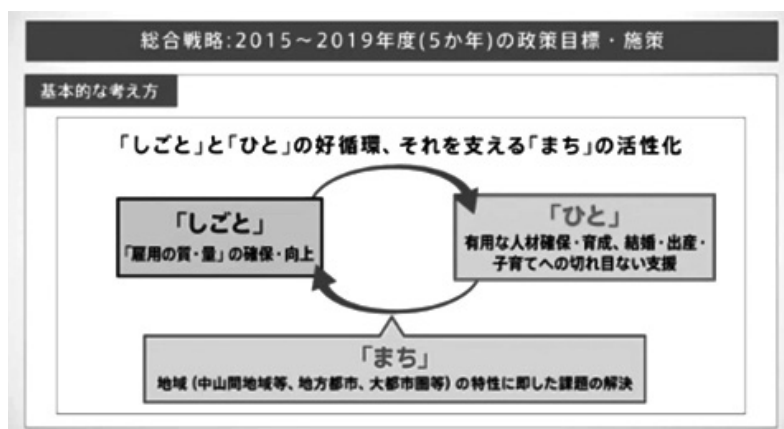 総合戦略:2015～2019年度(5か年)の政策目標・施策
基本的な考え方
「しごと」と「ひと」の好循環、それを支える「まち」の活性化
「しごと」
「雇用の質・量」の確保・向上
「ひと」
有用な人材確保・育成、結婚・出産・
子育てへの切れ目ない支援
「まち」
地域（中山間地域等、地方都市、大都市圏等）の特性に即した課題の解決